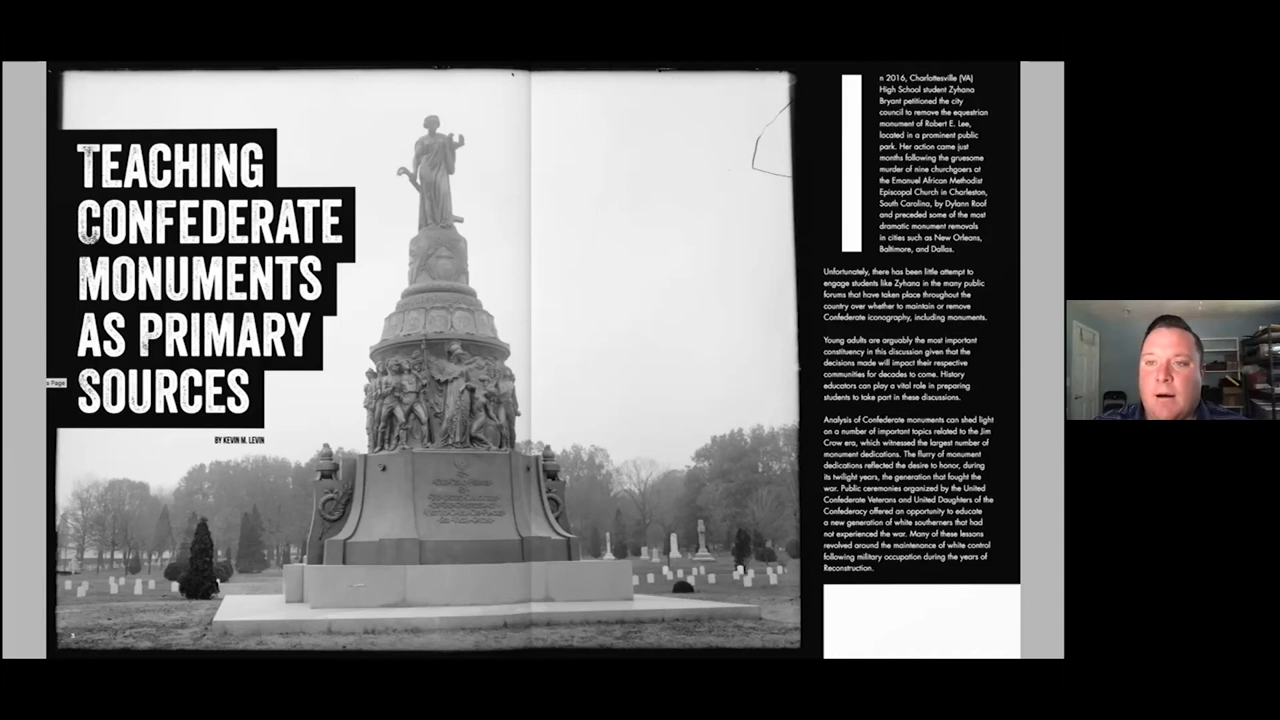 TEACHING
CONFEDERATE
MONUMENTS
AS PRIMARY
SOURCES
BY KEVIN M. LEVIN
s Page
3
In 2016, Charlottesville (VA)
High School student Zyhana
Bryant petitioned the city
council to remove the equestrian
monument of Robert E. Lee,
located in a prominent public
park. Her action came just
months following the gruesome
murder of nine churchgoers at
the Emanuel African Methodist
Episcopal Church in Charleston,
South Carolina, by Dylann Roof
and preceded some of the most
dramatic monument removals
in cities such as New Orleans,
Baltimore, and Dallas.
Unfortunately, there has been little attempt to
engage students like Zyhana in the many public
forums that have taken place throughout the
country over whether to maintain or remove
Confederate iconography, including monuments.
Young adults are arguably the most important
constituency in this discussion given that the
decisions made will impact their respective
communities for decades to come. History
educators can play a vital role in preparing
students to take part in these discussions.
Analysis of Confederate monuments can shed light
on a number of important topics related to the Jim
Crow era, which witnessed the largest number of
monument dedications. The flurry of monument
dedications reflected the desire to honor, during
its twilight years, the generation that fought the
war. Public ceremonies organized by the United
Confederate Veterans and United Daughters of the
Confederacy offered an opportunity to educate
a new generation of white southerners that had
not experienced the war. Many of these lessons
revolved around the maintenance of white control
following military occupation during the years of
Reconstruction.